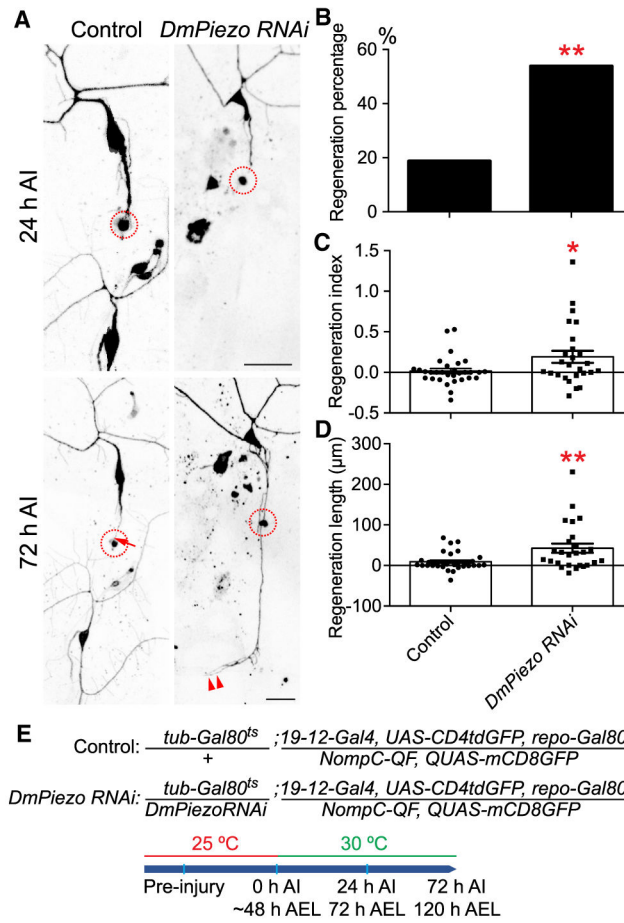 A
Control
DmPiezo RNAi
24 h AI
72 h AI
B
%
Regeneration percentage
60
40
20
0
**
C
Regeneration index
1.5
1.0
0.5
0.0
-0.5
*
D
Regeneration length (µm)
300
200
100
0
-100
**
Control
DmPiezo RNAi
E
Control: tub-Gal80ts / + ;19-12-Gal4, UAS-CD4tdGFP, repo-Gal80 / NompC-QF, QUAS-mCD8GFP
DmPiezo RNAi: tub-Gal80ts / DmPiezoRNAi ;19-12-Gal4, UAS-CD4tdGFP, repo-Gal80 / NompC-QF, QUAS-mCD8GFP
25 ºC 30 ºC
Pre-injury 0 h AI 24 h AI 72 h AI
~48 h AEL 72 h AEL 120 h AEL